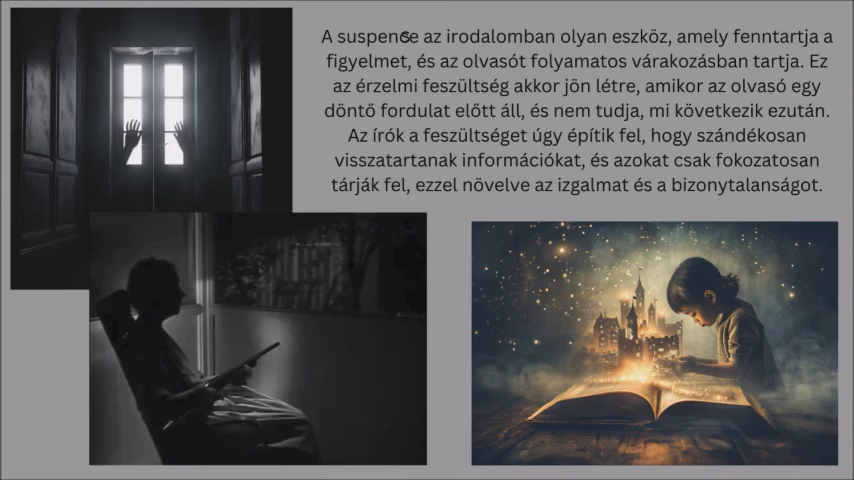 A suspense az irodalomban olyan eszköz, amely fenntartja a
figyelmet, és az olvasót folyamatos várakozásban tartja. Ez
az érzelmi feszültség akkor jön létre, amikor az olvasó egy
döntő fordulat előtt áll, és nem tudja, mi következik ezután.
Az írók a feszültséget úgy építik fel, hogy szándékosan
visszatartanak információkat, és azokat csak fokozatosan
tárják fel, ezzel növelve az izgalmat és a bizonytalanságot.